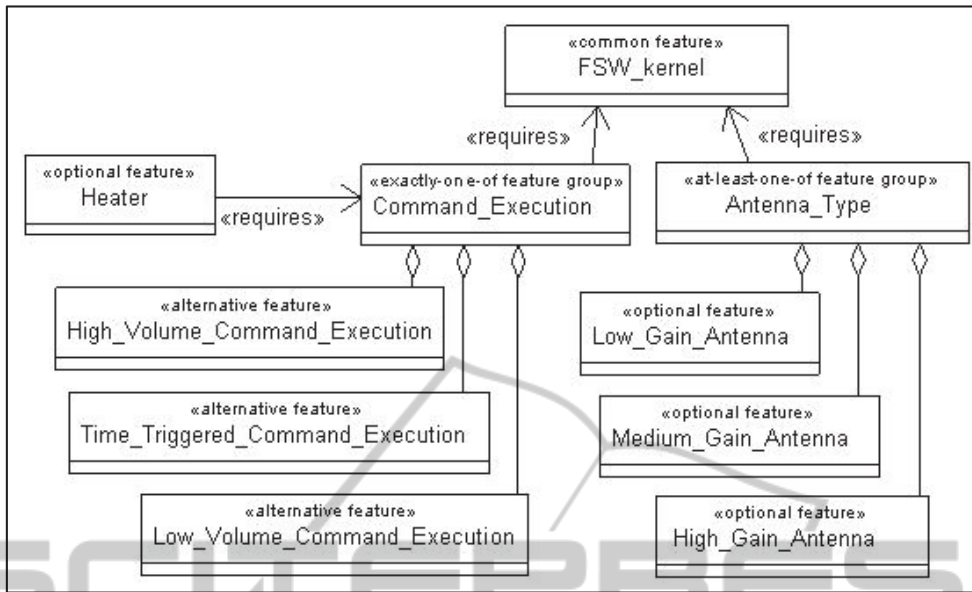 «common feature»
FSW_kernel
«requires»
«requires»
«optional feature»
Heater
«requires»
«exactly-one-of feature group»
Command_Execution
«at-least-one-of feature group»
Antenna_Type
«alternative feature»
High_Volume_Command_Execution
«optional feature»
Low_Gain_Antenna
«alternative feature»
Time_Triggered_Command_Execution
«optional feature»
Medium_Gain_Antenna
«alternative feature»
Low_Volume_Command_Execution
«optional feature»
High_Gain_Antenna